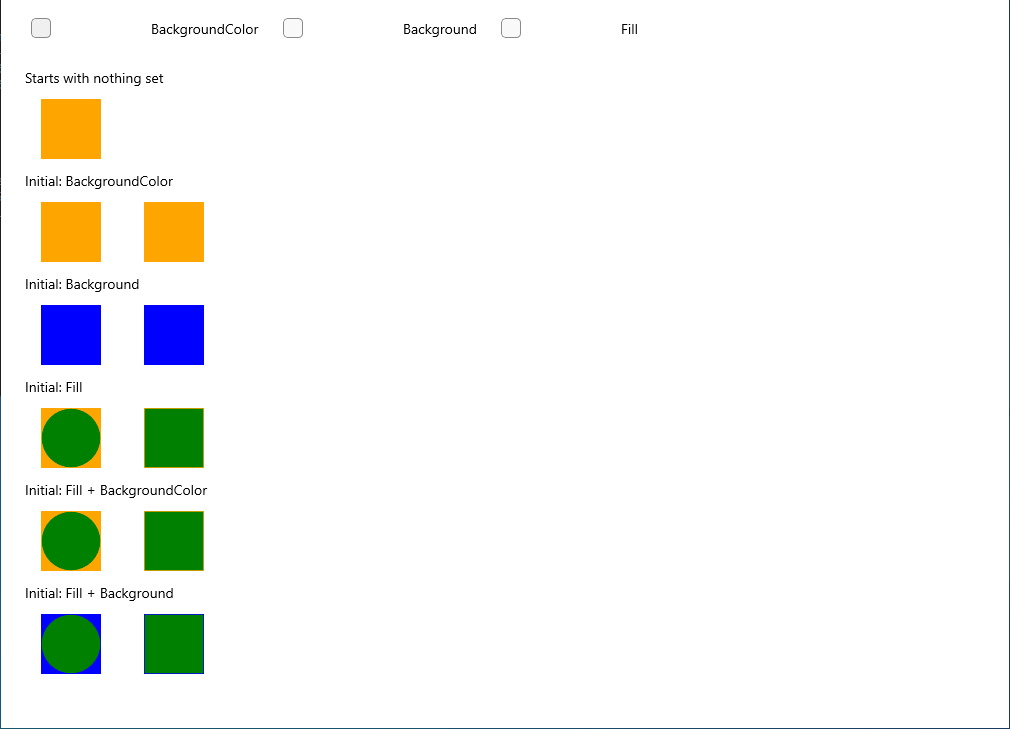 BackgroundColor Background Fill
Starts with nothing set
Initial: BackgroundColor
Initial: Background
Initial: Fill
Initial: Fill + BackgroundColor
Initial: Fill + Background